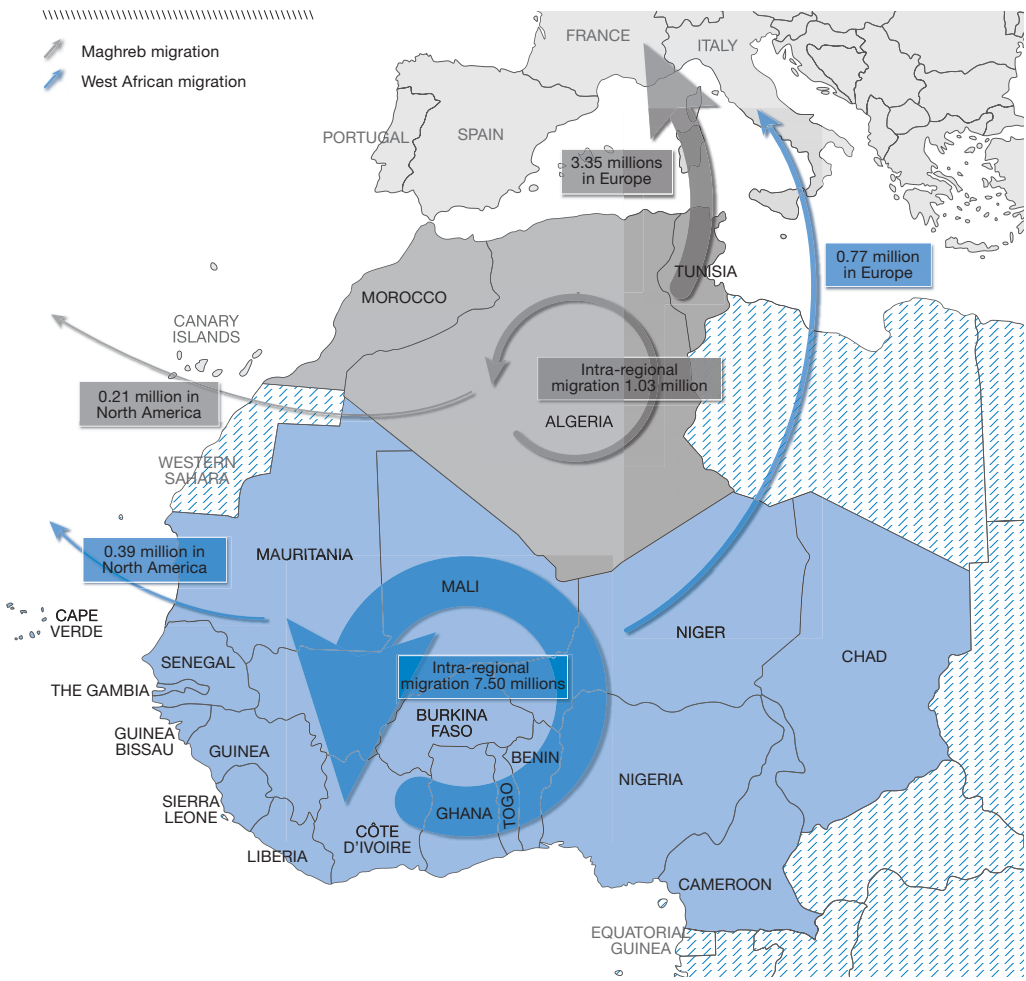 Maghreb migration
West African migration
FRANCE
ITALY
PORTUGAL
SPAIN
3.35 millions
in Europe
0.77 million
in Europe
TUNISIA
MOROCCO
CANARY
ISLANDS
Intra-regional
migration 1.03 million
0.21 million in
North America
ALGERIA
WESTERN
SAHARA
0.39 million in
North America
MAURITANIA
MALI
CAPE
VERDE
NIGER
CHAD
SENEGAL
Intra-regional
migration 7.50 millions
THE GAMBIA
BURKINA
FASO
GUINEA
BISSAU
GUINEA
BENIN
NIGERIA
SIERRA
LEONE
GHANA
TOGO
CÔTE
D'IVOIRE
LIBERIA
CAMEROON
EQUATORIAL
GUINEA